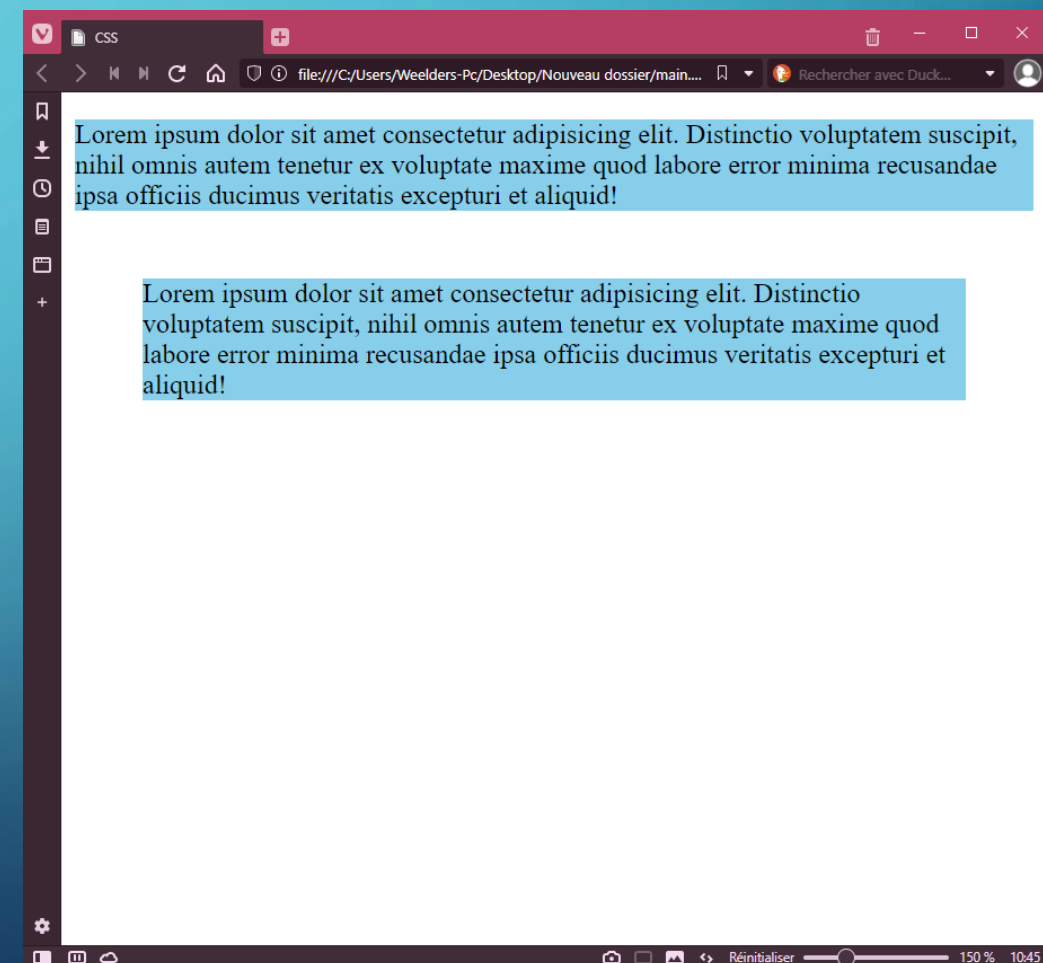 CSS
file:///C:/Users/Weelders-Pc/Desktop/Nouveau dossier/main....
Rechercher avec Duck...
Lorem ipsum dolor sit amet consectetur adipisicing elit. Distinctio voluptatem suscipit,
nihil omnis autem tenetur ex voluptate maxime quod labore error minima recusandae
ipsa officiis ducimus veritatis excepturi et aliquid!
Lorem ipsum dolor sit amet consectetur adipisicing elit. Distinctio
voluptatem suscipit, nihil omnis autem tenetur ex voluptate maxime quod
labore error minima recusandae ipsa officiis ducimus veritatis excepturi et
aliquid!
Réinitialiser 150 % 10:45